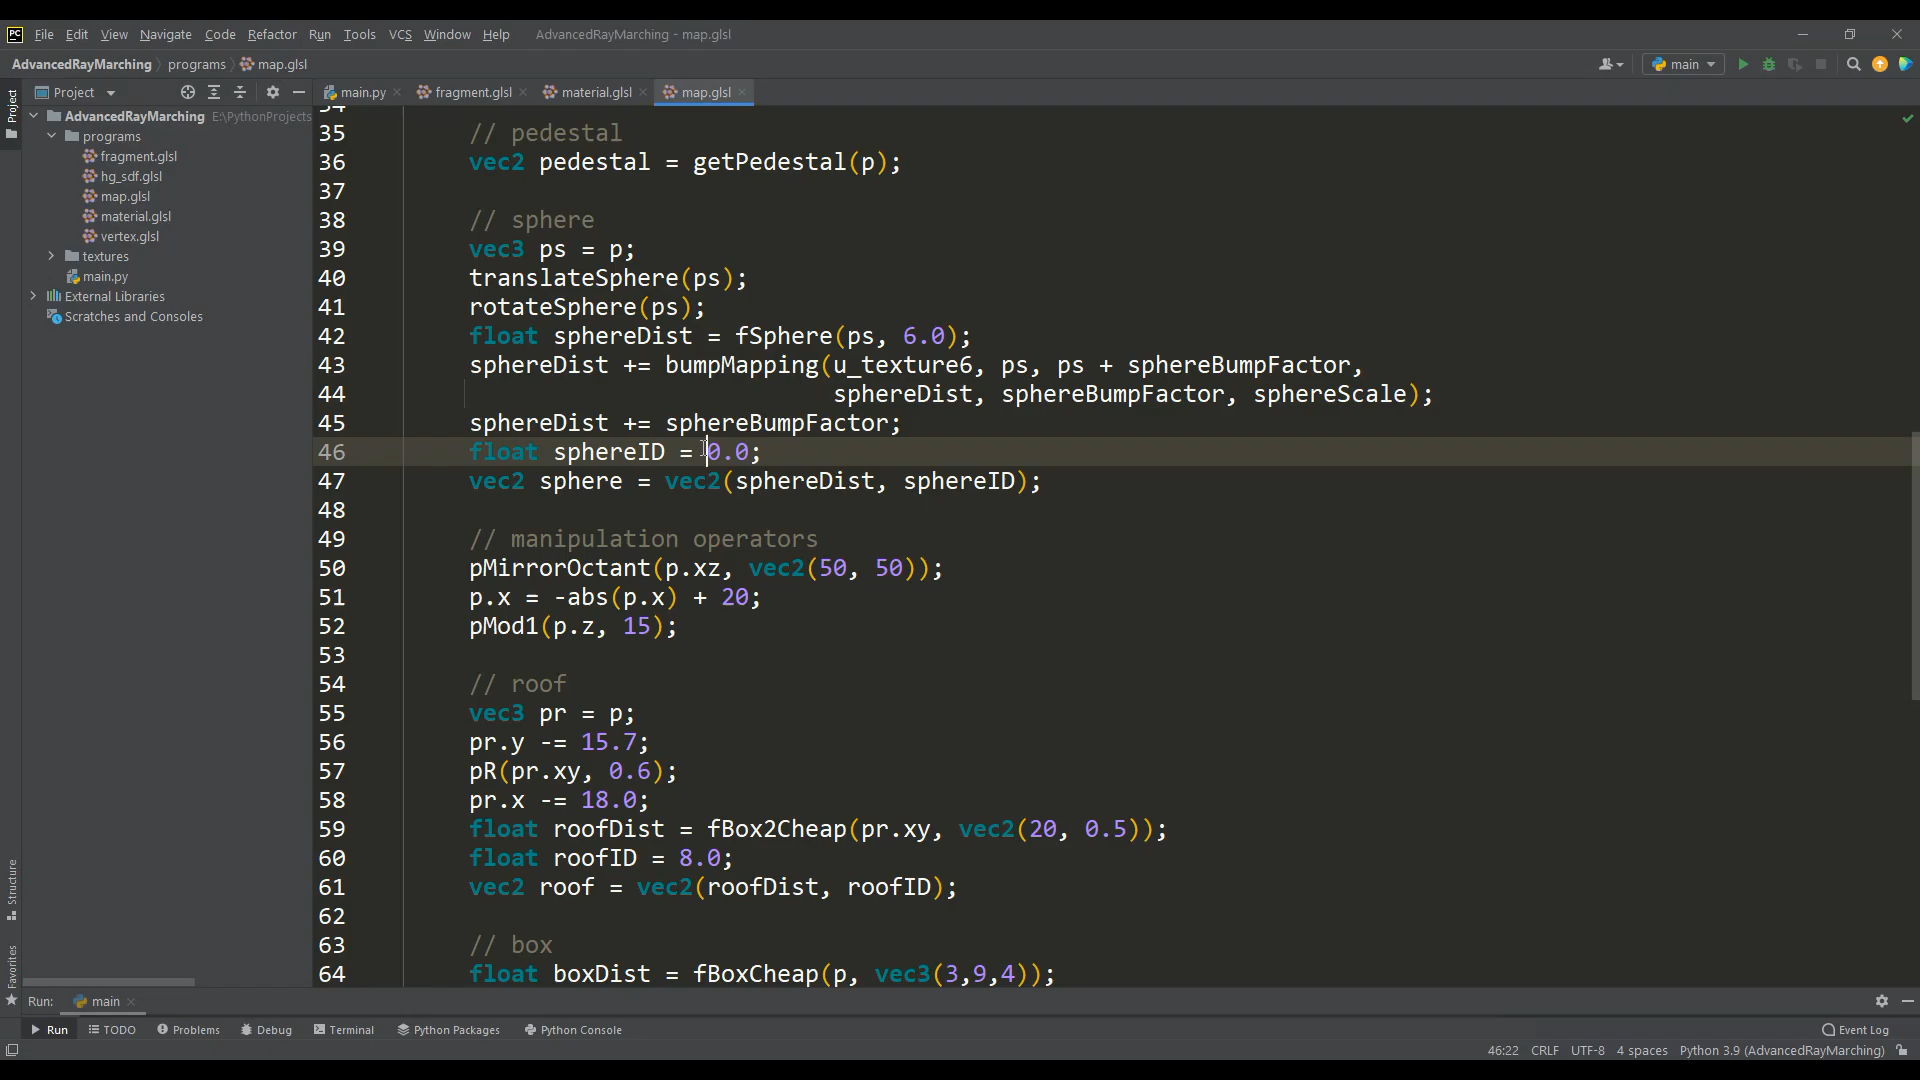 PC File Edit View Navigate Code Refactor Run Tools VCS Window Help AdvancedRayMarching - map.glsl
AdvancedRayMarching programs map.glsl main
Project
Project main.py fragment.glsl material.glsl map.glsl
AdvancedRayMarching E:\PythonProjects
programs
fragment.glsl
hg_sdf.glsl
map.glsl
material.glsl
vertex.glsl
textures
main.py
External Libraries
Scratches and Consoles
34
35 // pedestal
36 vec2 pedestal = getPedestal(p);
37
38 // sphere
39 vec3 ps = p;
40 translateSphere(ps);
41 rotateSphere(ps);
42 float sphereDist = fSphere(ps, 6.0);
43 sphereDist += bumpMapping(u_texture6, ps, ps + sphereBumpFactor,
44 sphereDist, sphereBumpFactor, sphereScale);
45 sphereDist += sphereBumpFactor;
46 float sphereID = 0.0;
47 vec2 sphere = vec2(sphereDist, sphereID);
48
49 // manipulation operators
50 pMirrorOctant(p.xz, vec2(50, 50));
51 p.x = -abs(p.x) + 20;
52 pMod1(p.z, 15);
53
54 // roof
55 vec3 pr = p;
56 pr.y -= 15.7;
57 pR(pr.xy, 0.6);
58 pr.x -= 18.0;
59 float roofDist = fBox2Cheap(pr.xy, vec2(20, 0.5));
60 float roofID = 8.0;
61 vec2 roof = vec2(roofDist, roofID);
62
63 // box
64 float boxDist = fBoxCheap(p, vec3(3,9,4));
Structure
Favorites
Run: main
Run TODO Problems Debug Terminal Python Packages Python Console Event Log
46:22 CRLF UTF-8 4 spaces Python 3.9 (AdvancedRayMarching)